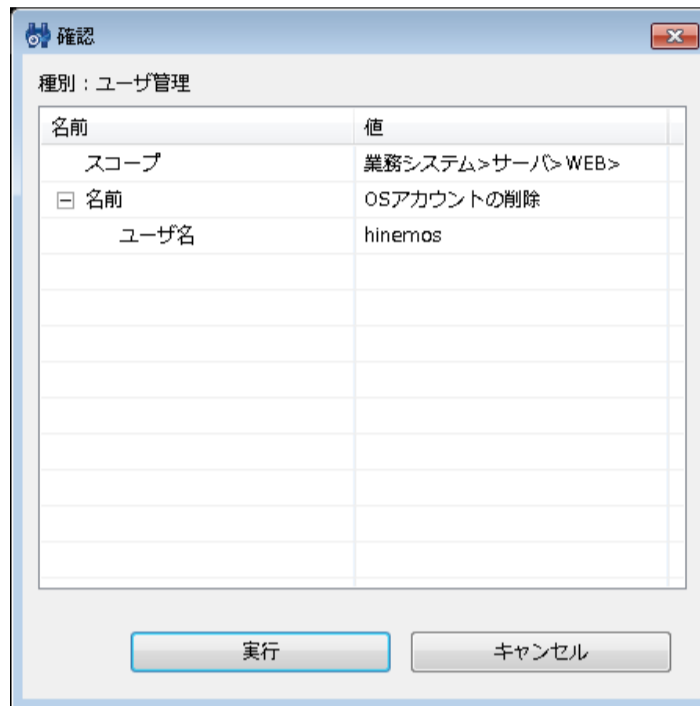 確認
種別：ユーザ管理
名前 値
スコープ 業務システム>サーバ>WEB>
名前 OSアカウントの削除
ユーザ名 hinemos
実行 キャンセル